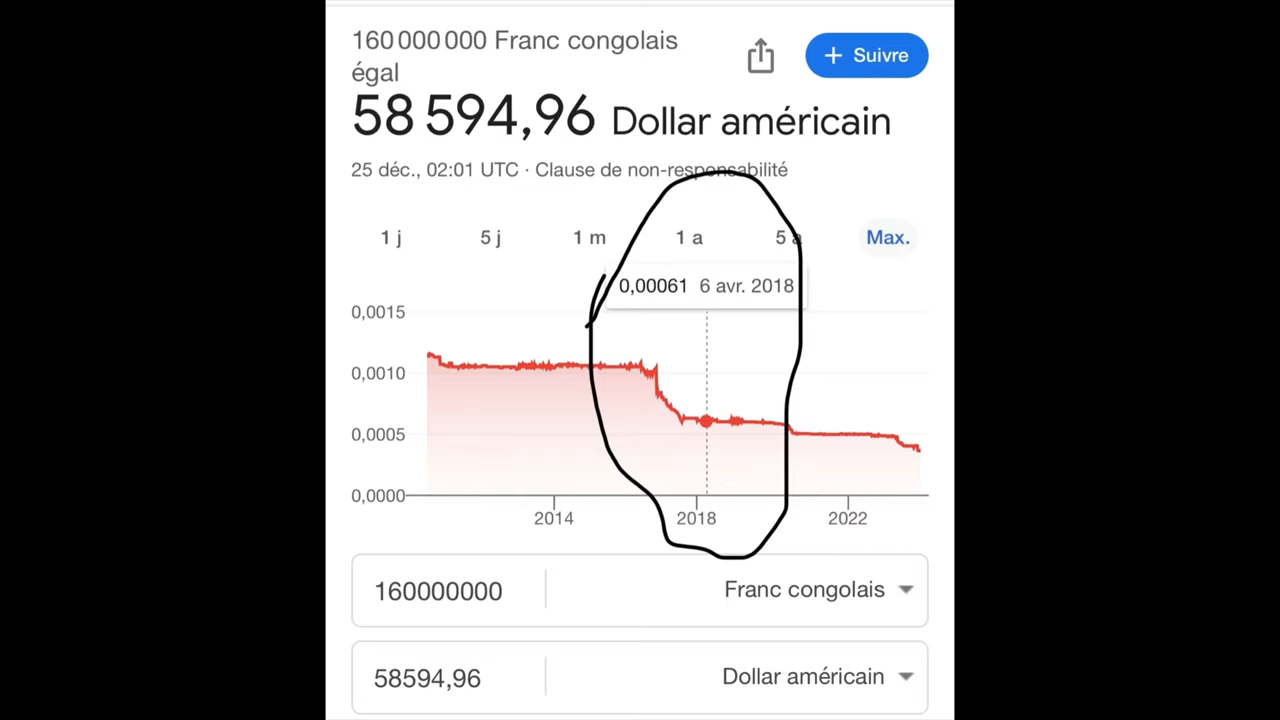 160 000 000 Franc congolais
égal
+ Suivre
58 594,96 Dollar américain
25 déc., 02:01 UTC · Clause de non-responsabilité
1 j 5 j 1 m 1 a 5 a Max.
0,00061 6 avr. 2018
0,0015
0,0010
0,0005
0,0000
2014 2018 2022
160000000 Franc congolais
58594,96 Dollar américain